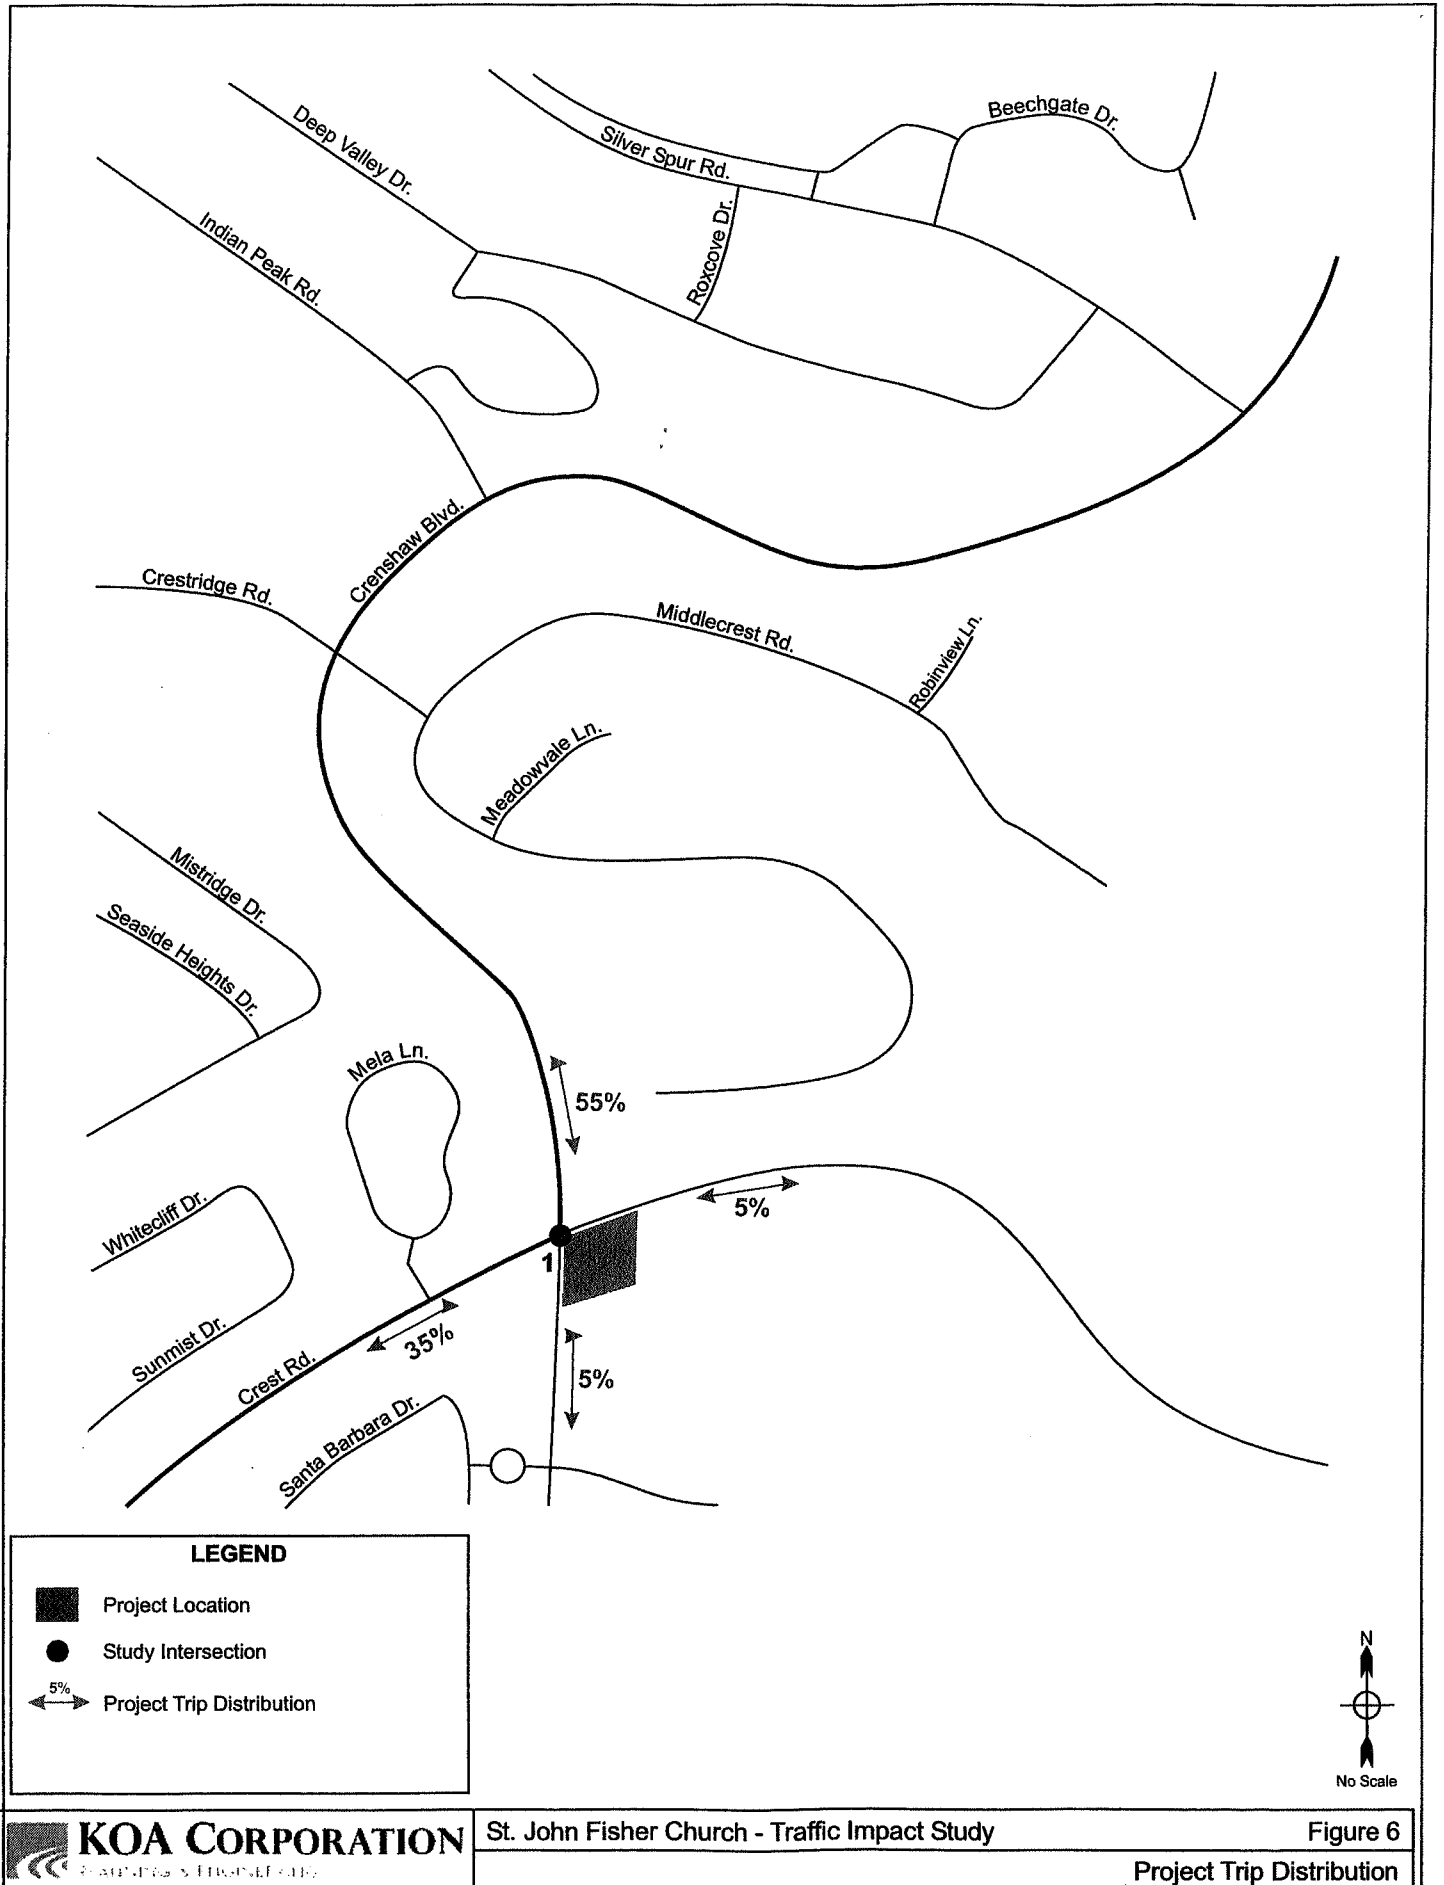 Beechgate Dr.
Deep Valley Dr.
Silver Spur Rd.
Indian Peak Rd.
Roxcove Dr.
Crenshaw Blvd.
Crestridge Rd.
Middlecrest Rd.
Robinview Ln.
Meadowvale Ln.
Mistridge Dr.
Seaside Heights Dr.
Mela Ln.
55%
5%
Whitecliff Dr.
1
35%
Sunmist Dr.
5%
Crest Rd.
Santa Barbara Dr.
LEGEND
Project Location
Study Intersection
5%
Project Trip Distribution
N
No Scale
KOA CORPORATION
St. John Fisher Church - Traffic Impact Study
Figure 6
Project Trip Distribution